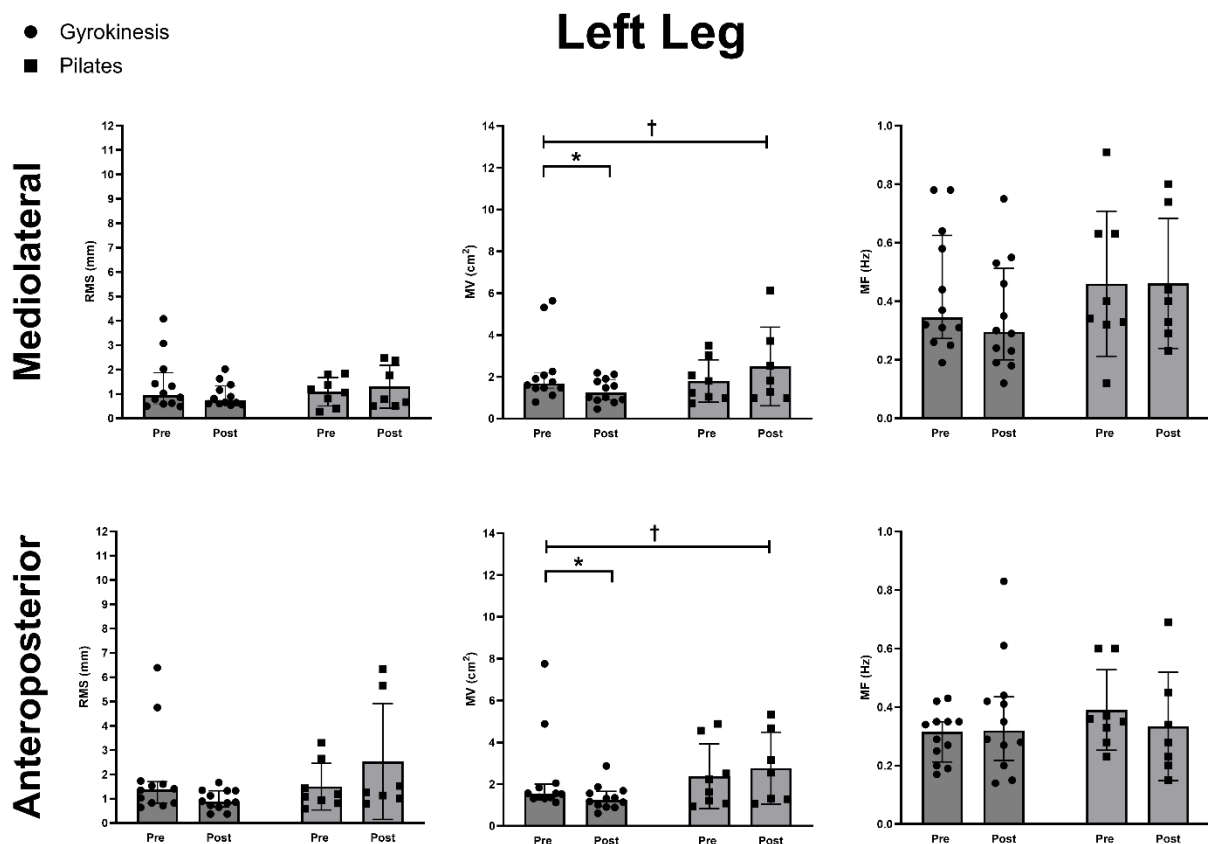 Left Leg
Gyrokinesis
Pilates
Mediolateral
RMS (mm)
12
11
10
9
8
7
6
5
4
3
2
1
0
Pre
Post
Pre
Post
MV (cm²)
14
12
10
8
6
4
2
0
†
*
Pre
Post
Pre
Post
MF (Hz)
1.0
0.8
0.6
0.4
0.2
0.0
Pre
Post
Pre
Post
Anteroposterior
RMS (mm)
12
11
10
9
8
7
6
5
4
3
2
1
0
Pre
Post
Pre
Post
MV (cm²)
14
12
10
8
6
4
2
0
†
*
Pre
Post
Pre
Post
MF (Hz)
1.0
0.8
0.6
0.4
0.2
0.0
Pre
Post
Pre
Post